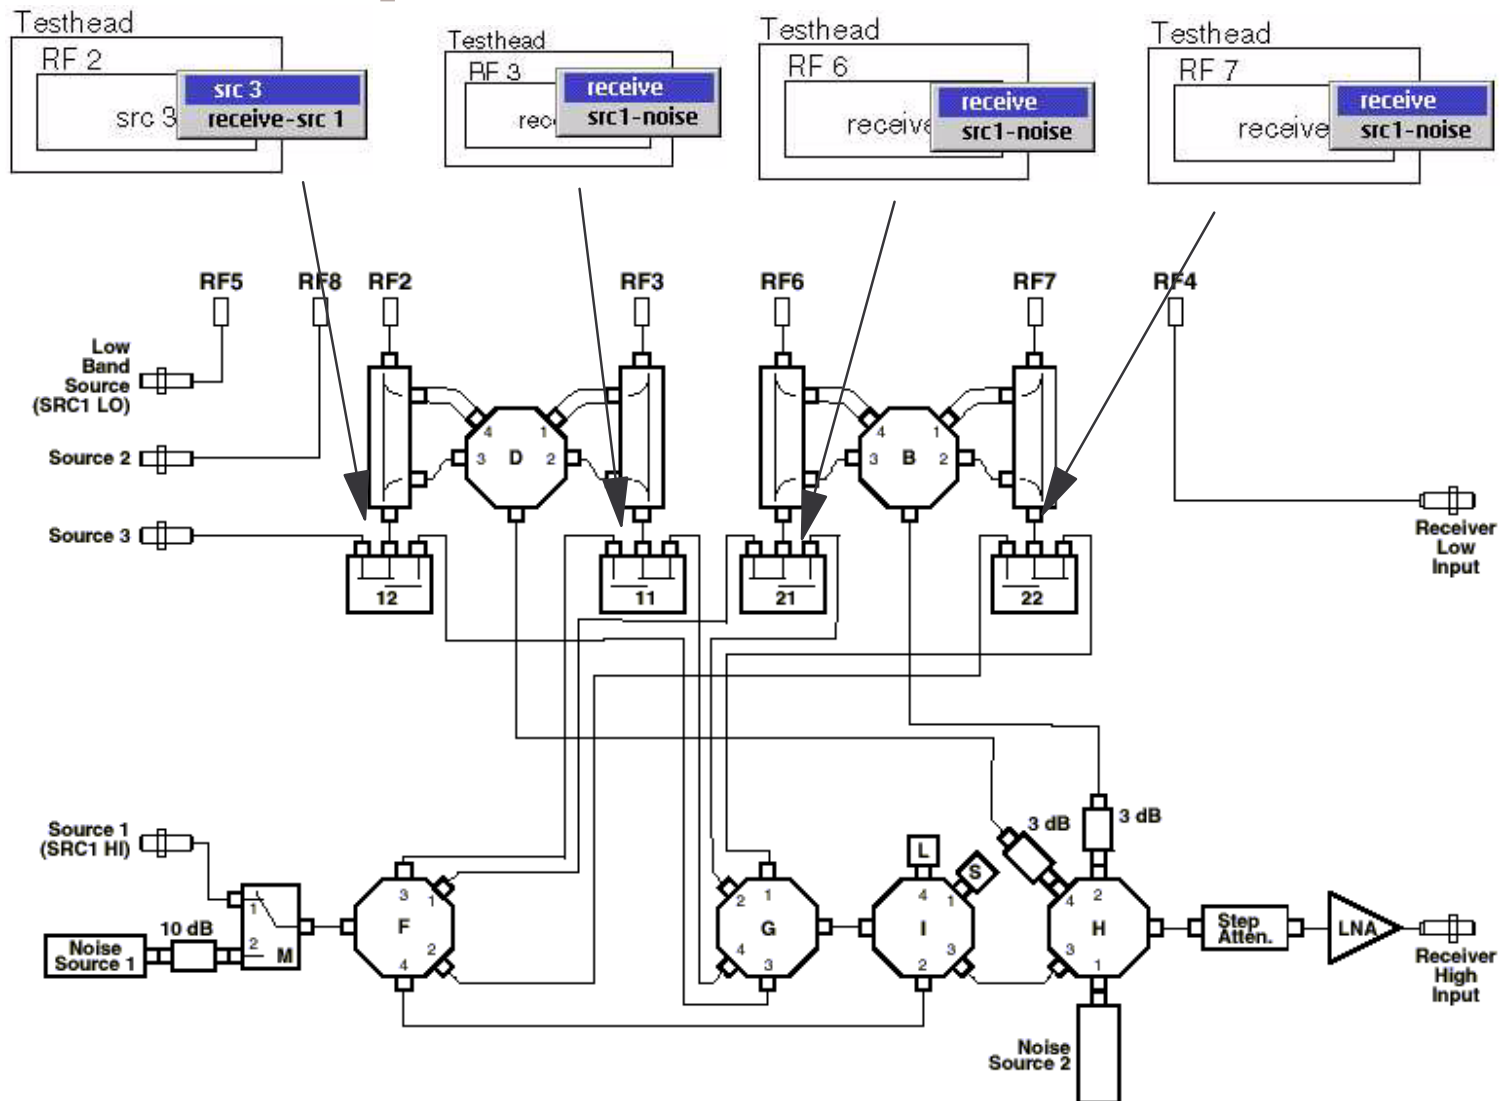 Testhead
RF 2
src 3
src 3
receive-src 1
Testhead
RF 3
rec
receive
src1-noise
Testhead
RF 6
receive
receive
src1-noise
Testhead
RF 7
receive
receive
src1-noise
RF5
RF8
RF2
RF3
RF6
RF7
RF4
Low
Band
Source
(SRC1 LO)
Source 2
Source 3
4
1
3
D
2
4
1
3
B
2
Receiver
Low
Input
12
11
21
22
Source 1
(SRC1 HI)
1
2
M
10 dB
Noise
Source 1
3
1
F
2
4
1
2
G
4
3
L
S
4
1
I
3
2
3 dB
3 dB
2
4
H
3
1
Step
Atten.
LNA
Receiver
High
Input
Noise
Source 2